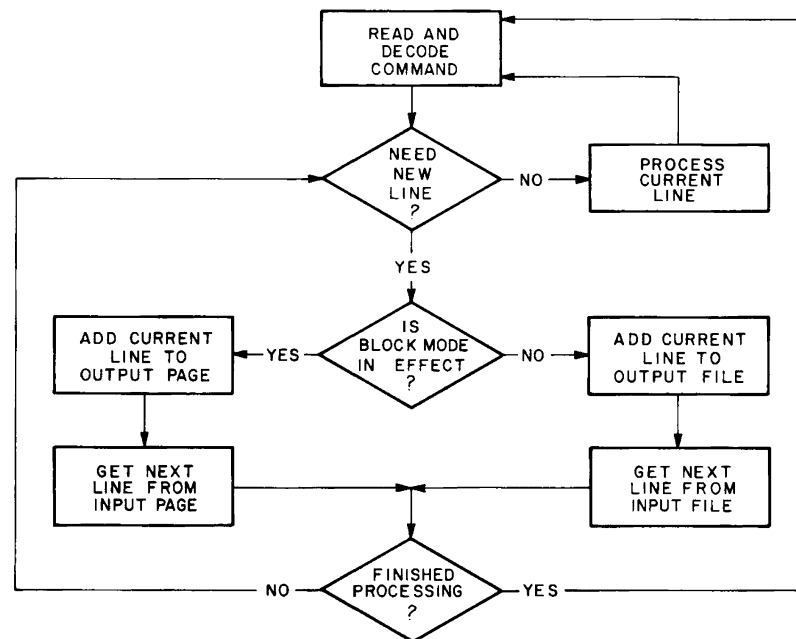 READ AND
DECODE
COMMAND
NEED
NEW
LINE
?
NO
PROCESS
CURRENT
LINE
YES
IS
BLOCK MODE
IN EFFECT
?
YES
NO
ADD CURRENT
LINE TO
OUTPUT PAGE
ADD CURRENT
LINE TO
OUTPUT FILE
GET NEXT
LINE FROM
INPUT PAGE
GET NEXT
LINE FROM
INPUT FILE
FINISHED
PROCESSING
?
NO
YES